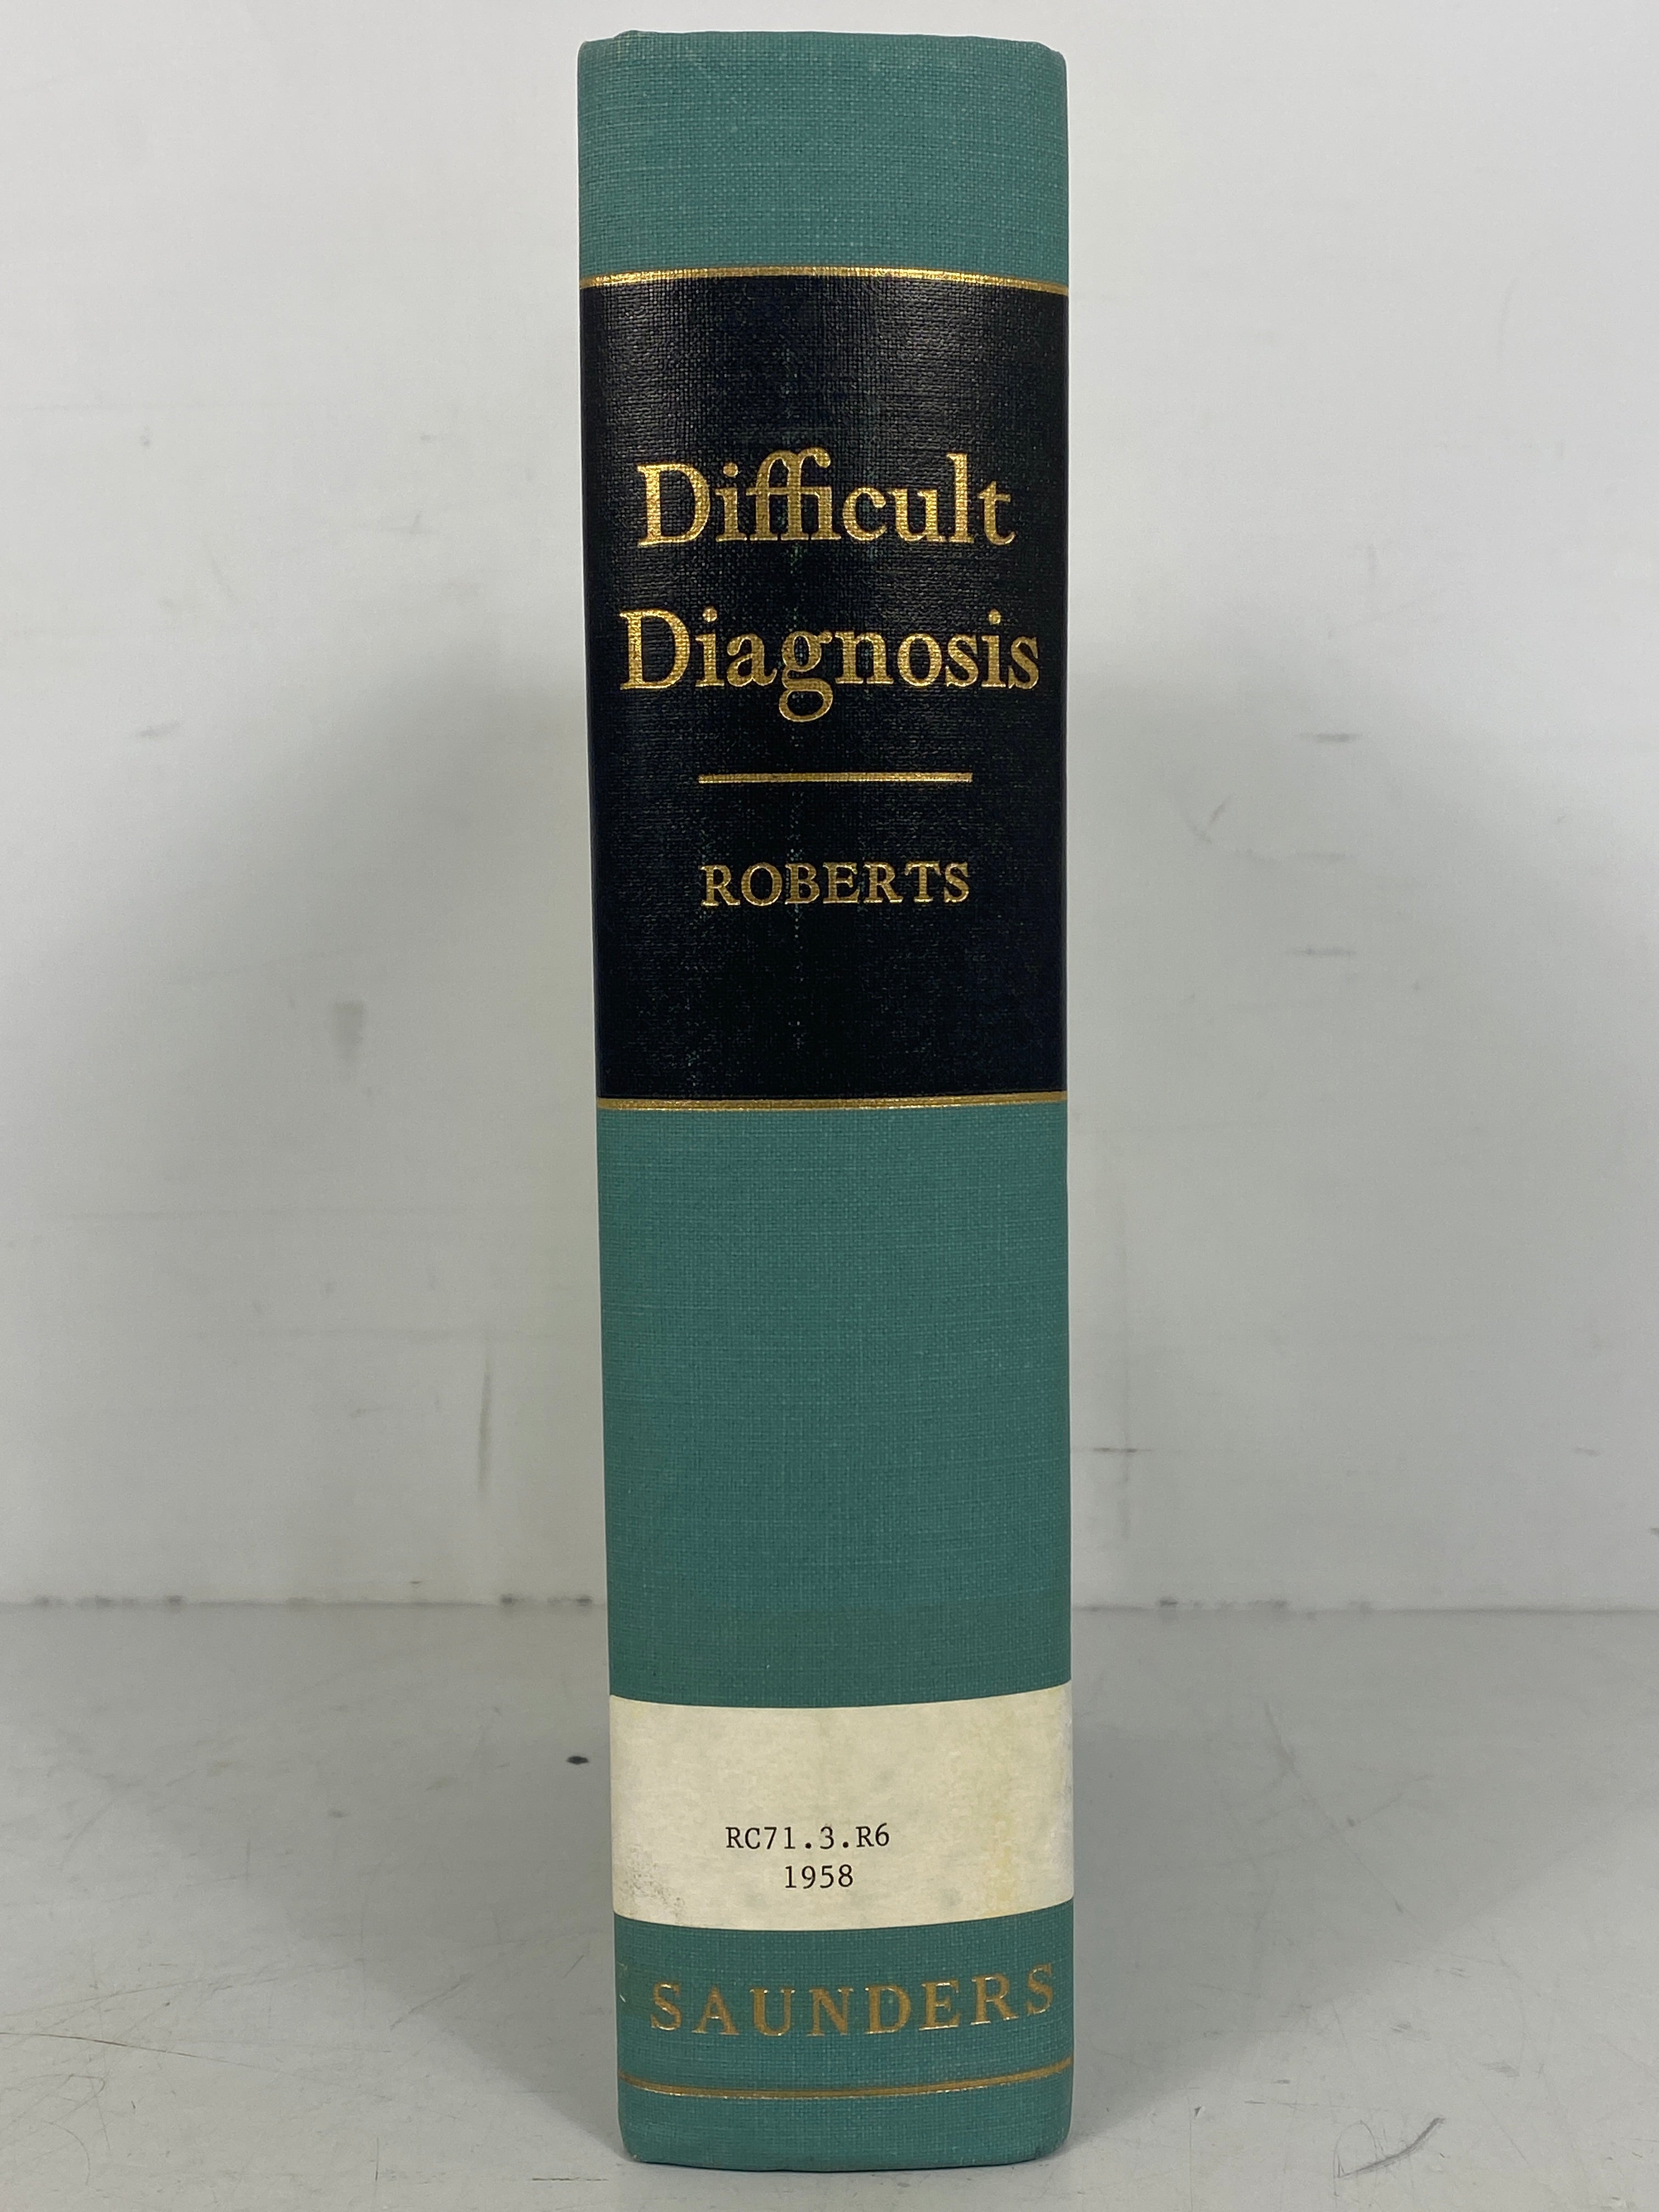 Difficult
Diagnosis
ROBERTS
RC71.3.R6
1958
SAUNDERS